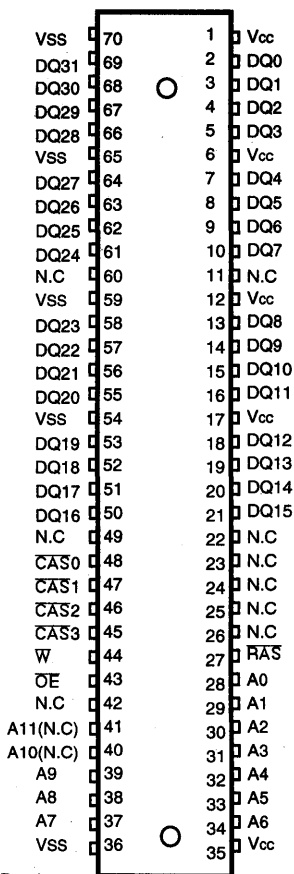 VSS 70 1 Vcc
DQ31 69 2 DQ0
DQ30 68 3 DQ1
DQ29 67 4 DQ2
DQ28 66 5 DQ3
VSS 65 6 Vcc
DQ27 64 7 DQ4
DQ26 63 8 DQ5
DQ25 62 9 DQ6
DQ24 61 10 DQ7
N.C 60 11 N.C
VSS 59 12 Vcc
DQ23 58 13 DQ8
DQ22 57 14 DQ9
DQ21 56 15 DQ10
DQ20 55 16 DQ11
VSS 54 17 Vcc
DQ19 53 18 DQ12
DQ18 52 19 DQ13
DQ17 51 20 DQ14
DQ16 50 21 DQ15
N.C 49 22 N.C
C̅A̅S̅0 48 23 N.C
C̅A̅S̅1 47 24 N.C
C̅A̅S̅2 46 25 N.C
C̅A̅S̅3 45 26 N.C
W̅ 44 27 R̅A̅S̅
O̅E̅ 43 28 A0
N.C 42 29 A1
A11(N.C) 41 30 A2
A10(N.C) 40 31 A3
A9 39 32 A4
A8 38 33 A5
A7 37 34 A6
VSS 36 35 Vcc